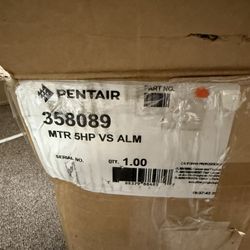 PENTAIR
PART NO.
358089
MTR 5HP VS ALM
SERIAL NO.
QTY. 1.00